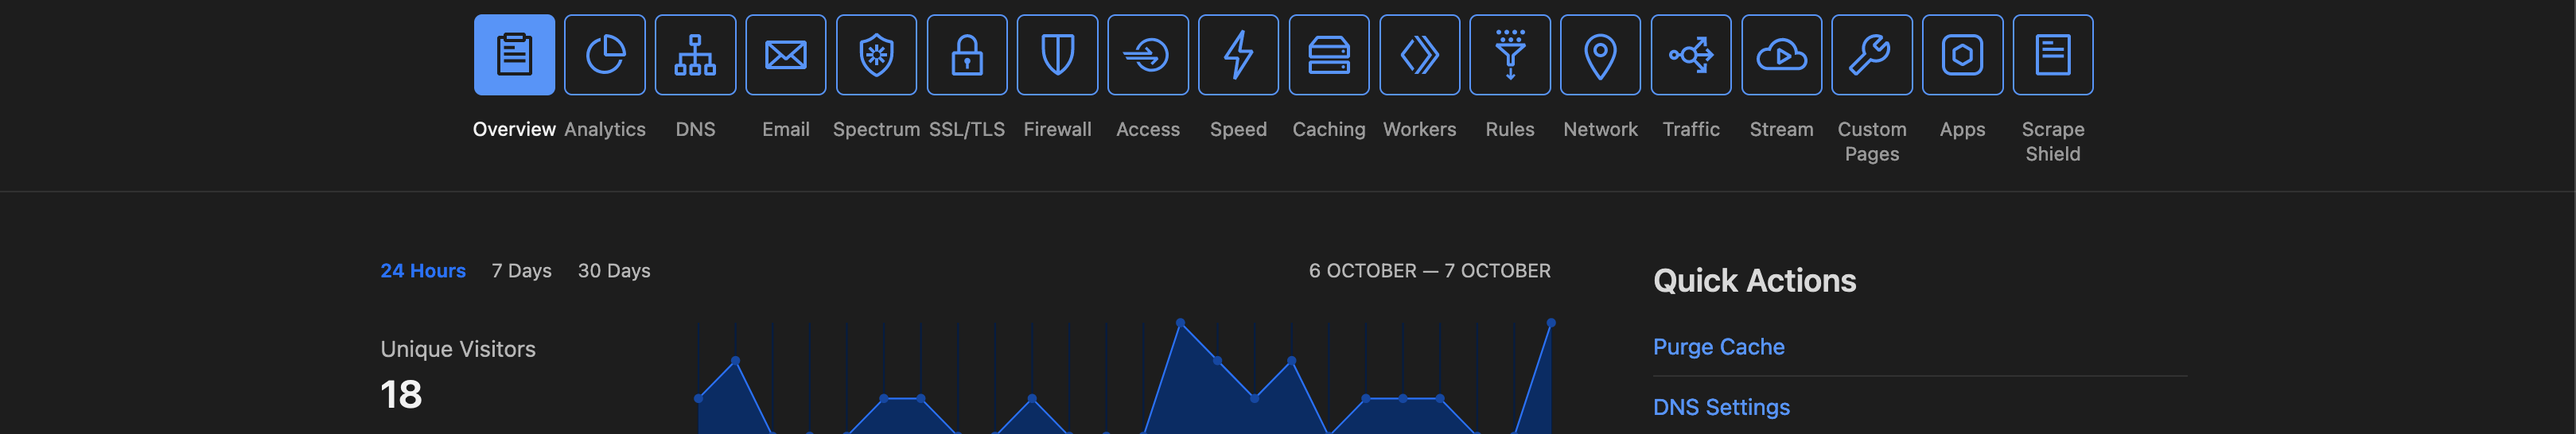 Overview Analytics DNS Email Spectrum SSL/TLS Firewall Access Speed Caching Workers Rules Network Traffic Stream Custom Pages Apps Scrape Shield
24 Hours 7 Days 30 Days 6 OCTOBER — 7 OCTOBER
Unique Visitors
18
Quick Actions
Purge Cache
DNS Settings